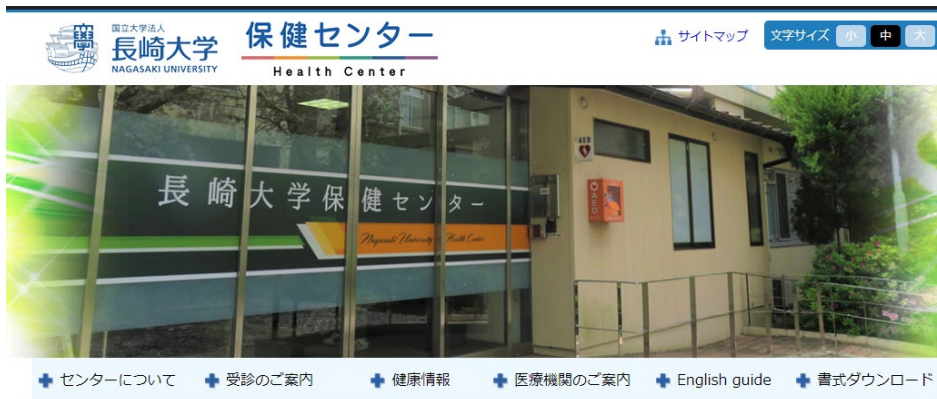 國立大学法人
長崎大学
NAGASAKI UNIVERSITY
保健センター
Health Center
サイトマップ
文字サイズ 小 中 大
AED
長崎大学保健センター
AED
Nagasaki University Health Center
センターについて
受診のご案内
健康情報
医療機関のご案内
English guide
書式ダウンロード